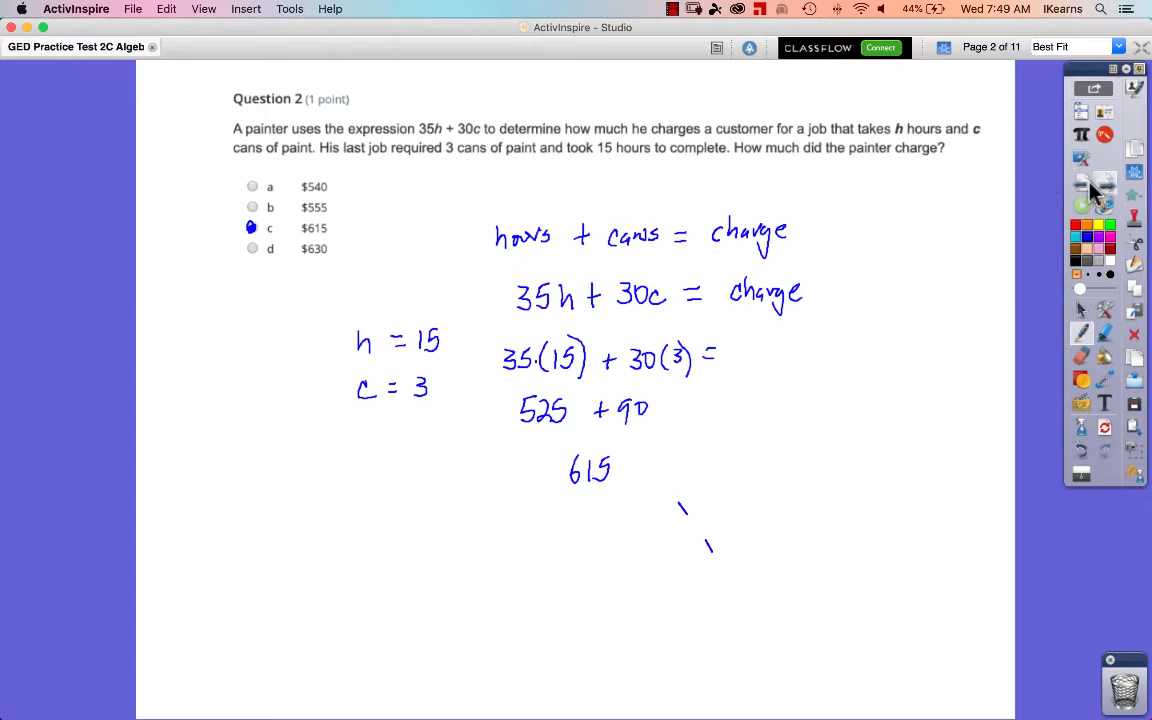 ActivInspire File Edit View Insert Tools Help 44% Wed 7:49 AM IKearns
ActivInspire - Studio
GED Practice Test 2C Algeb CLASSFLOW Connect Page 2 of 11 Best Fit
Question 2 (1 point)
A painter uses the expression 35h + 30c to determine how much he charges a customer for a job that takes h hours and c
cans of paint. His last job required 3 cans of paint and took 15 hours to complete. How much did the painter charge?
a $540
b $555
c $615
d $630
hours + cans = charge
35h + 30c = charge
h = 15
35·(15) + 30(3) =
c = 3
525 + 90
615